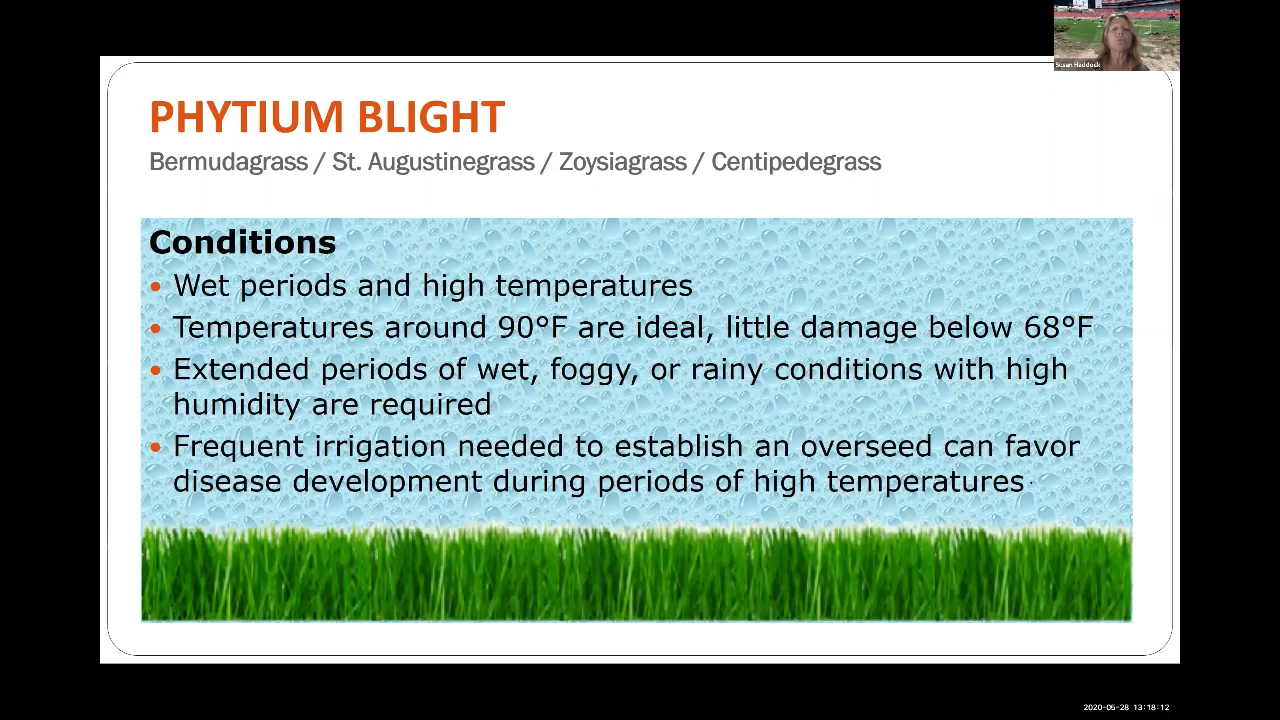 Susan Haddock
PHYTIUM BLIGHT
Bermudagrass / St. Augustinegrass / Zoysiagrass / Centipedegrass
Conditions
• Wet periods and high temperatures
• Temperatures around 90°F are ideal, little damage below 68°F
• Extended periods of wet, foggy, or rainy conditions with high
humidity are required
• Frequent irrigation needed to establish an overseed can favor
disease development during periods of high temperatures
2020-05-28 13:18:12